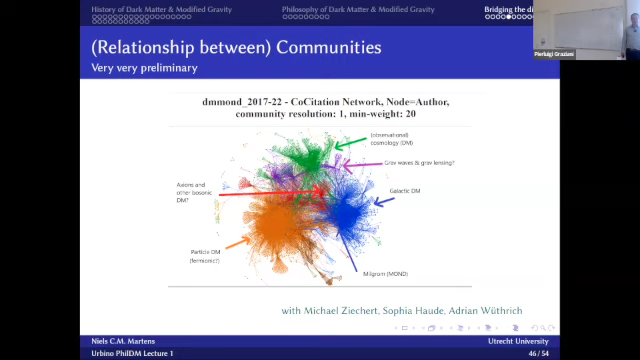 History of Dark Matter & Modified Gravity
Philosophy of Dark Matter & Modified Gravity
Bridging the di
(Relationship between) Communities
Very very preliminary
Pierluigi Graziani
dmmond_2017-22 - CoCitation Network, Node=Author,
community resolution: 1, min-weight: 20
(observational)
cosmology (DM)
Grav waves & grav lensing?
Axions and
other bosonic
DM?
Galactic DM
Particle DM
(fermionic?)
Milgrom (MOND)
with Michael Ziechert, Sophia Haude, Adrian Wüthrich
Niels C.M. Martens
Utrecht University
Urbino PhilDM Lecture 1
46 / 54